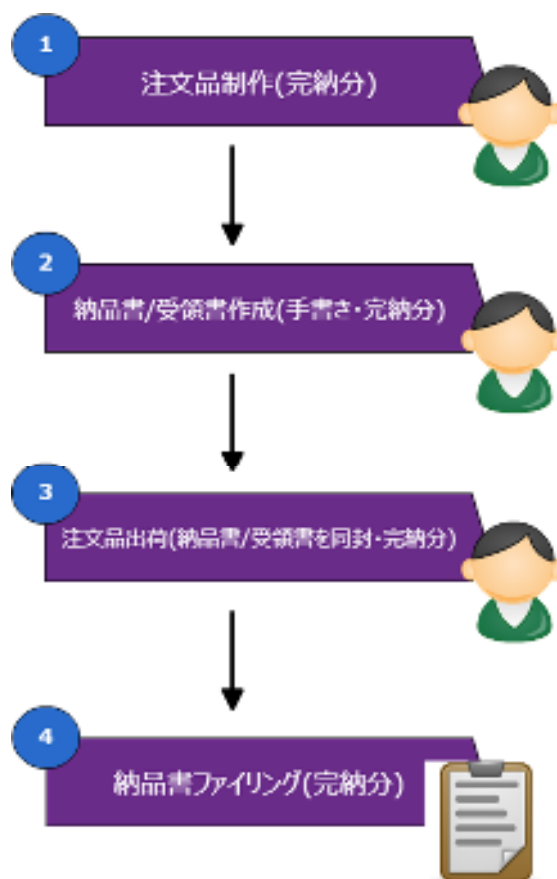 1
注文品制作(完納分)
2
納品書/受領書作成(手書き・完納分)
3
注文品出荷(納品書/受領書を同封・完納分)
4
納品書ファイリング(完納分)